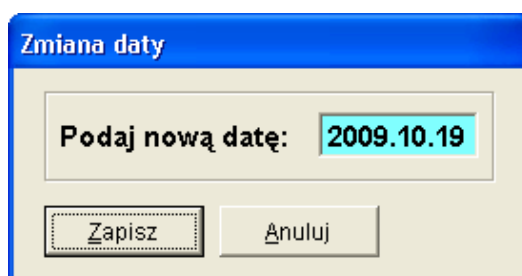 Zmiana daty
Podaj nową datę: 2009.10.19
Zapisz Anuluj